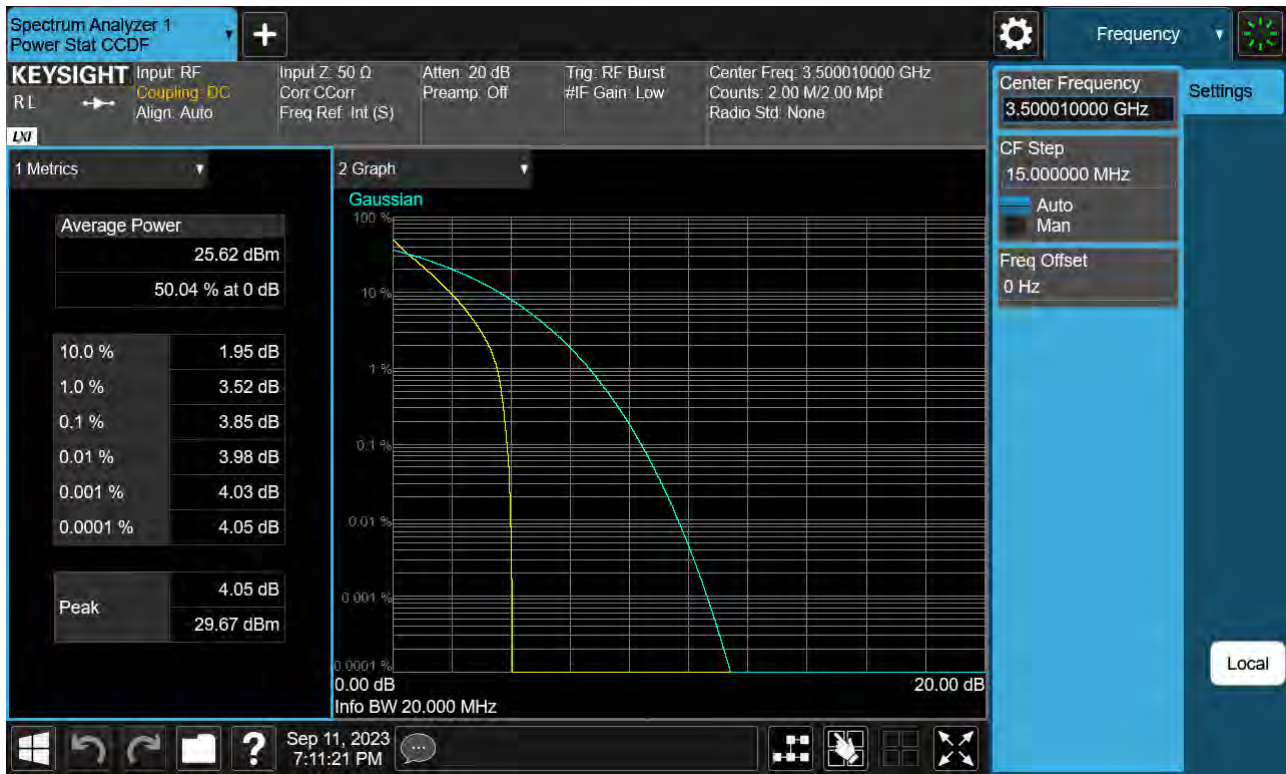 Spectrum Analyzer 1
Power Stat CCDF
Frequency
KEYSIGHT
RL
LXI
Input: RF
Coupling: DC
Align: Auto
Input Z: 50 Ω
Corr CCorr
Freq Ref: Int (S)
Atten: 20 dB
Preamp: Off
Trig: RF Burst
#IF Gain: Low
Center Freq: 3.500010000 GHz
Counts: 2.00 M/2.00 Mpt
Radio Std: None
Center Frequency
3.500010000 GHz
Settings
CF Step
15.000000 MHz
Auto
Man
Freq Offset
0 Hz
Local
1 Metrics
Average Power
25.62 dBm
50.04 % at 0 dB
10.0 % 1.95 dB
1.0 % 3.52 dB
0.1 % 3.85 dB
0.01 % 3.98 dB
0.001 % 4.03 dB
0.0001 % 4.05 dB
Peak 4.05 dB
29.67 dBm
2 Graph
Gaussian
100 %
10 %
1 %
0.1 %
0.01 %
0.001 %
0.0001 %
0.00 dB 20.00 dB
Info BW 20.000 MHz
?
Sep 11, 2023
7:11:21 PM